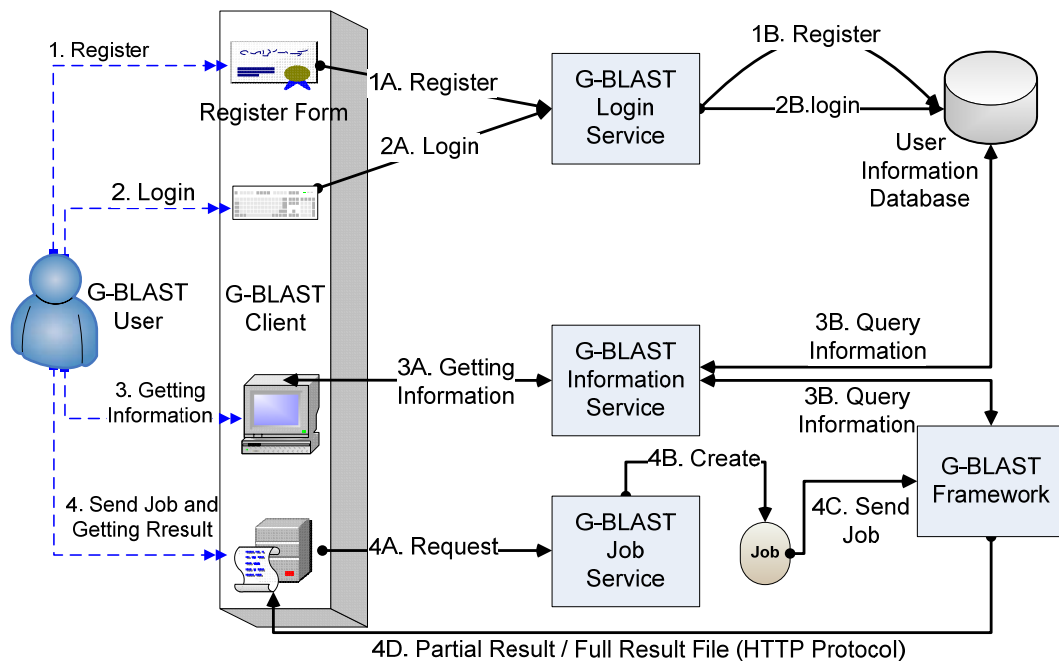 1. Register
Register Form
1A. Register
2A. Login
G-BLAST
Login
Service
1B. Register
2B.login
User
Information
Database
2. Login
G-BLAST
User
G-BLAST
Client
3. Getting
Information
3A. Getting
Information
G-BLAST
Information
Service
3B. Query
Information
3B. Query
Information
4. Send Job and
Getting Rresult
4A. Request
G-BLAST
Job
Service
4B. Create
Job
4C. Send
Job
G-BLAST
Framework
4D. Partial Result / Full Result File (HTTP Protocol)